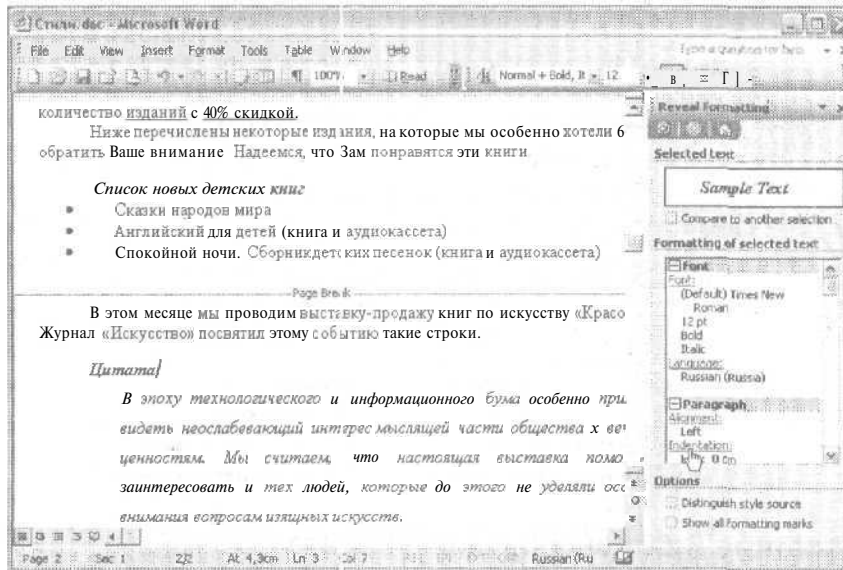 Стили.doc - Microsoft Word
File Edit View Insert Format Tools Table Window Help
Type a question for help
100% Read Normal + Bold, It 12
количество изданий с 40% скидкой.
Ниже перечислены некоторые издания, на которые мы особенно хотели б
обратить Ваше внимание Надеемся, что Зам понравятся эти книги
Список новых детских книг
• Сказки народов мира
• Английский для детей (книга и аудиокассета)
• Спокойной ночи. Сборник детских песенок (книга и аудиокассета)
Page Break
В этом месяце мы проводим выставку-продажу книг по искусству «Красо
Журнал «Искусство» посвятил этому событию такие строки.
Цитата
В эпоху технологического и информационного бума особенно при
видеть неослабевающий интерес мыслящей части общества х веч
ценностям. Мы считаем, что настоящая выставка помо
заинтересовать и тех людей, которые до этого не уделяли осс
внимания вопросам изящных искусств.
Page 2 Sec 1 2/2 At 4,3cm Ln 3 Col 7 Russian (Ru
Reveal Formatting
Selected text
Sample Text
Compare to another selection
Formatting of selected text
Font
Font:
(Default) Times New
Roman
12 pt
Bold
Italic
Language:
Russian (Russia)
Paragraph
Alignment:
Left
Indentation:
0 cm
Options
Distinguish style source
Show all formatting marks